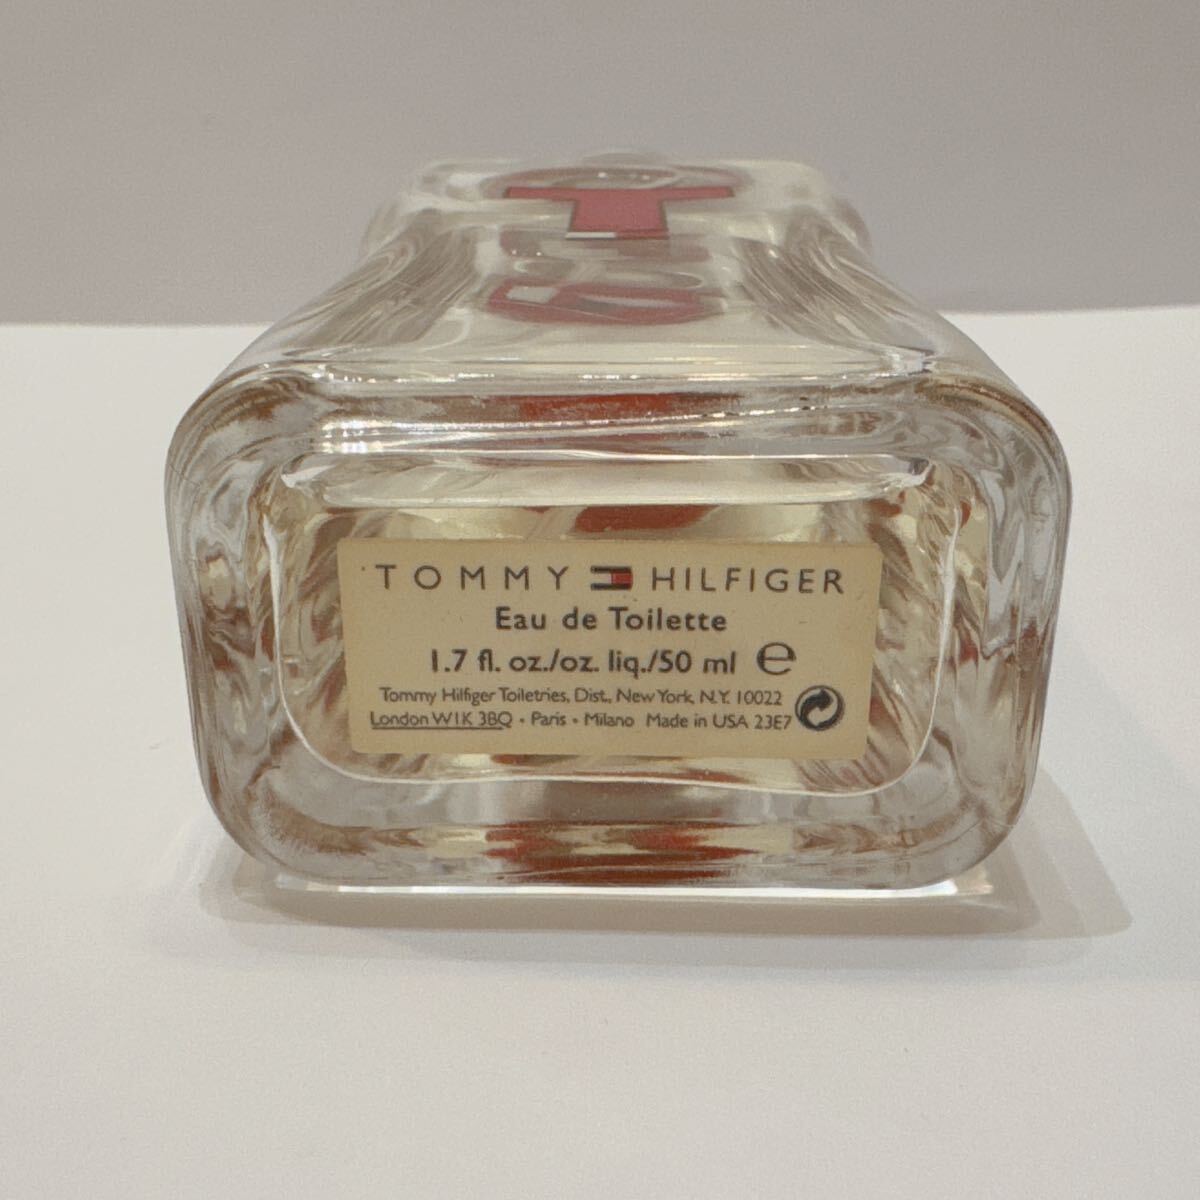 TOMMY HILFIGER
Eau de Toilette
1.7 fl. oz./oz. liq./50 ml ℮
Tommy Hilfiger Toiletries, Dist., New York, N.Y. 10022
London W1K 3BQ • Paris • Milano Made in USA 23E7